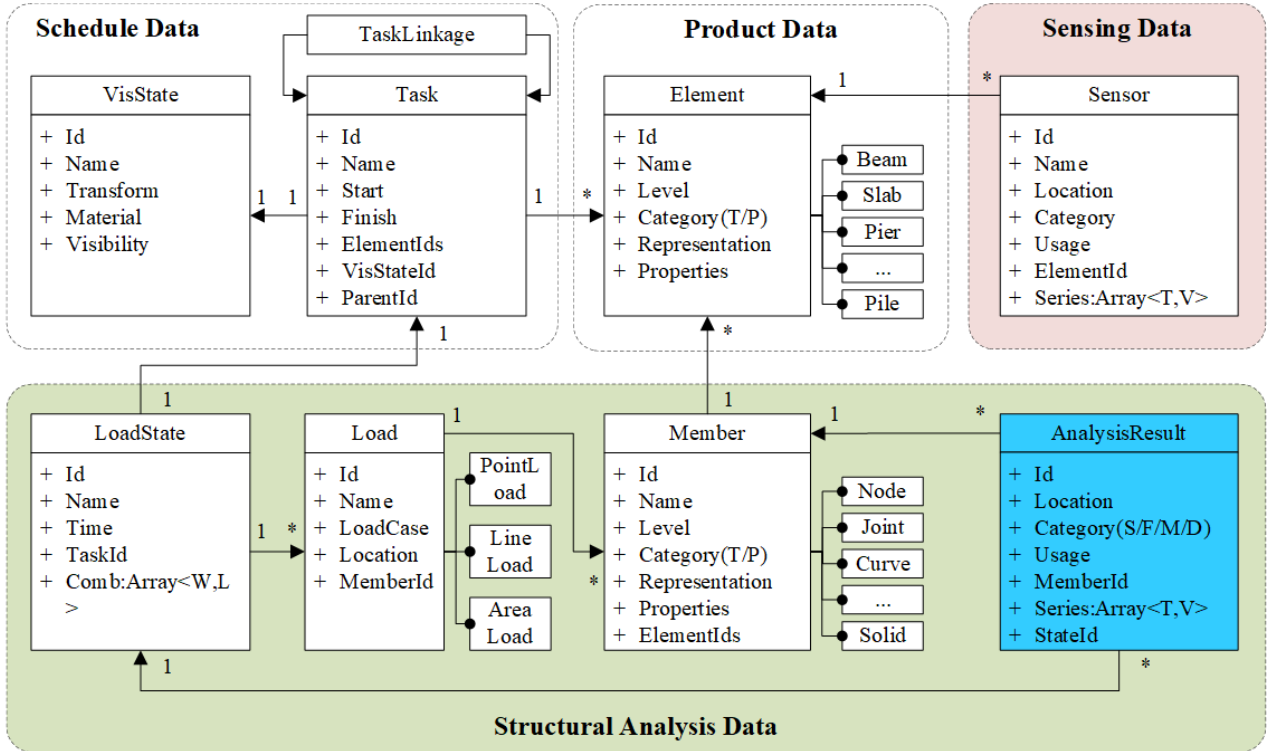 Schedule Data
TaskLinkage
Product Data
Sensing Data
VisState
+ Id
+ Name
+ Transform
+ Material
+ Visibility
1
1
Task
+ Id
+ Name
+ Start
+ Finish
+ ElementIds
+ VisStateId
+ ParentId
1
*
Element
+ Id
+ Name
+ Level
+ Category(T/P)
+ Representation
+ Properties
Beam
Slab
Pier
...
Pile
1
*
Sensor
+ Id
+ Name
+ Location
+ Category
+ Usage
+ ElementId
+ Series:Array<T,V>
1
*
1
1
LoadState
+ Id
+ Name
+ Time
+ TaskId
+ Comb:Array<W,L
>
1
*
Load
+ Id
+ Name
+ LoadCase
+ Location
+ MemberId
PointL
oad
Line
Load
Area
Load
1
*
Member
+ Id
+ Name
+ Level
+ Category(T/P)
+ Representation
+ Properties
+ ElementIds
Node
Joint
Curve
...
Solid
1
*
AnalysisResult
+ Id
+ Location
+ Category(S/F/M/D)
+ Usage
+ MemberId
+ Series:Array<T,V>
+ StateId
1
*
Structural Analysis Data